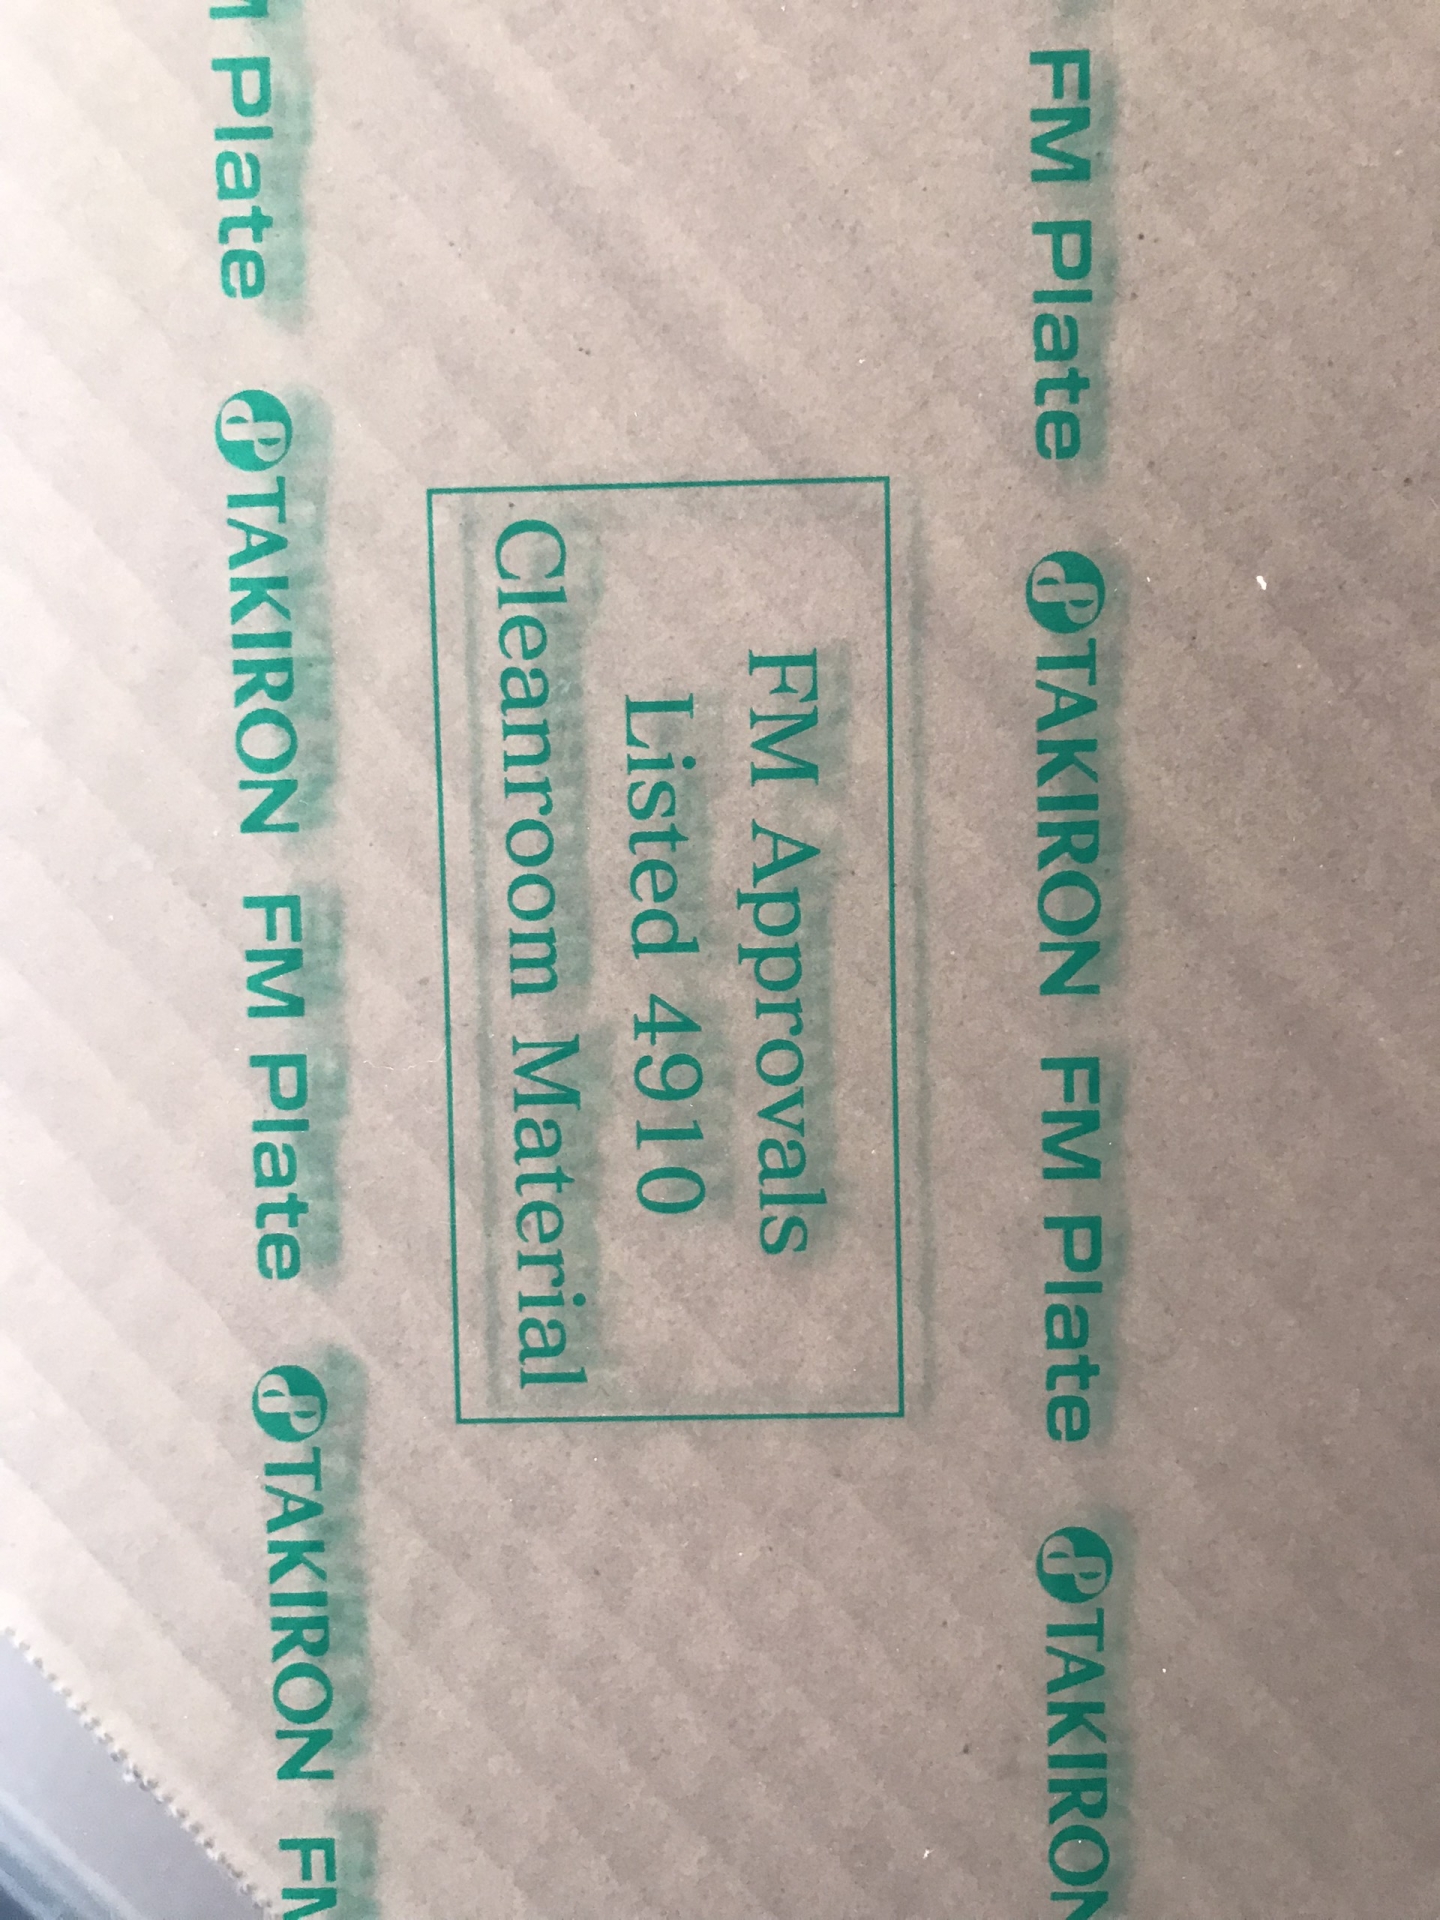 FM Plate TAKIRON FM Plate TAKIRON
FM Approvals
Listed 4910
Cleanroom Material
Plate TAKIRON FM Plate TAKIRON